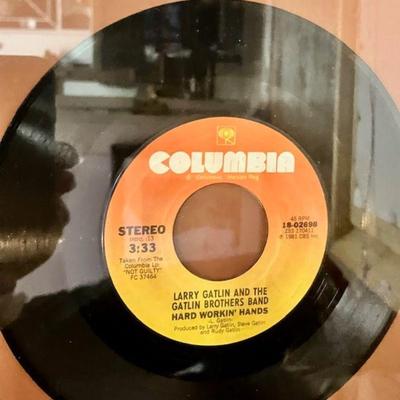 COLUMBIA
STEREO
3:33
Taken From The
Columbia Lp:
"NOT GUILTY"
FC 37464
45 RPM
18-02698
ZSS 170411
℗ 1981 CBS Inc.
LARRY GATLIN AND THE
GATLIN BROTHERS BAND
HARD WORKIN' HANDS
L. Gatlin
Produced by Larry Gatlin, Steve Gatlin
and Rudy Gatlin